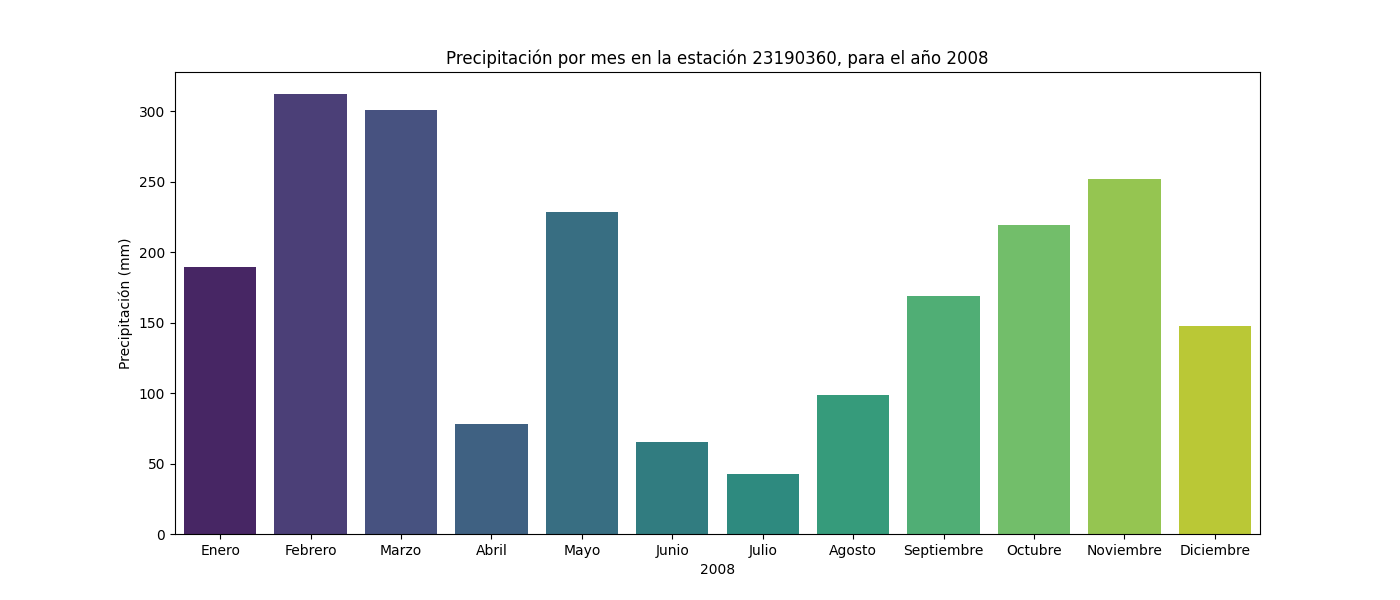 Precipitación por mes en la estación 23190360, para el año 2008
Precipitación (mm)
300
250
200
150
100
50
0
Enero Febrero Marzo Abril Mayo Junio Julio Agosto Septiembre Octubre Noviembre Diciembre
2008